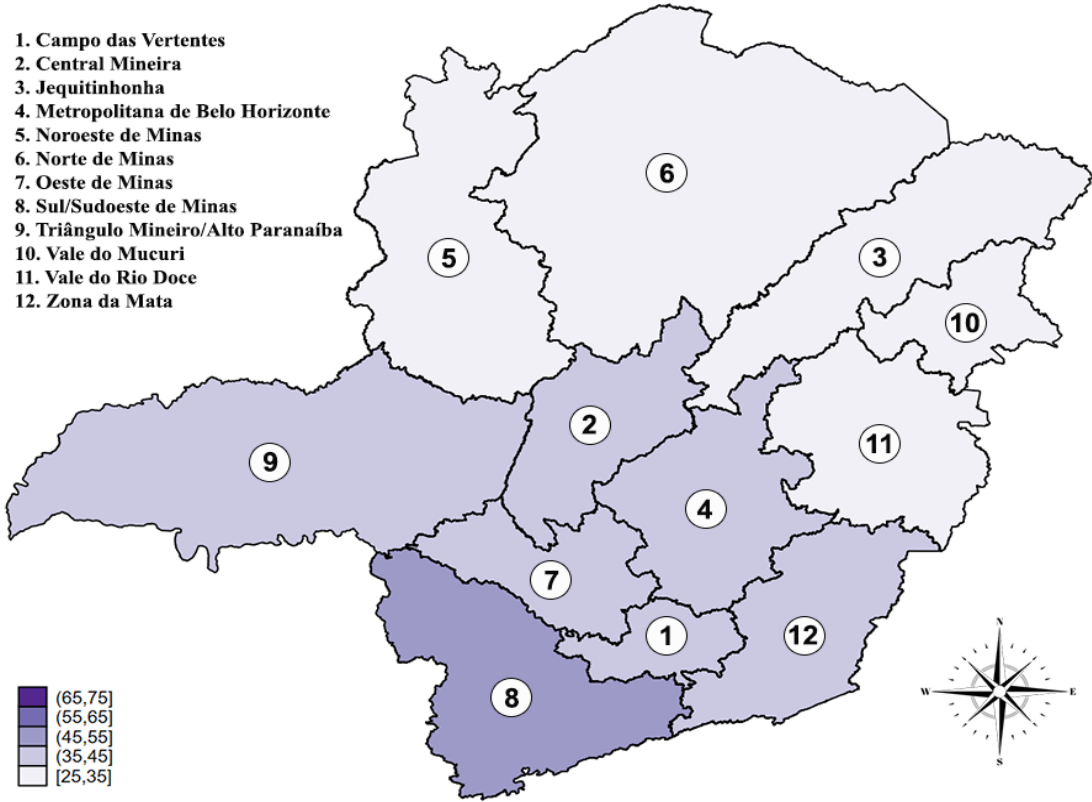 1. Campo das Vertentes
2. Central Mineira
3. Jequitinhonha
4. Metropolitana de Belo Horizonte
5. Noroeste de Minas
6. Norte de Minas
7. Oeste de Minas
8. Sul/Sudoeste de Minas
9. Triângulo Mineiro/Alto Paranaíba
10. Vale do Mucuri
11. Vale do Rio Doce
12. Zona da Mata
6
5
3
10
2
11
9
4
7
1
12
8
N
W
E
S
(65,75]
(55,65]
(45,55]
(35,45]
[25,35]